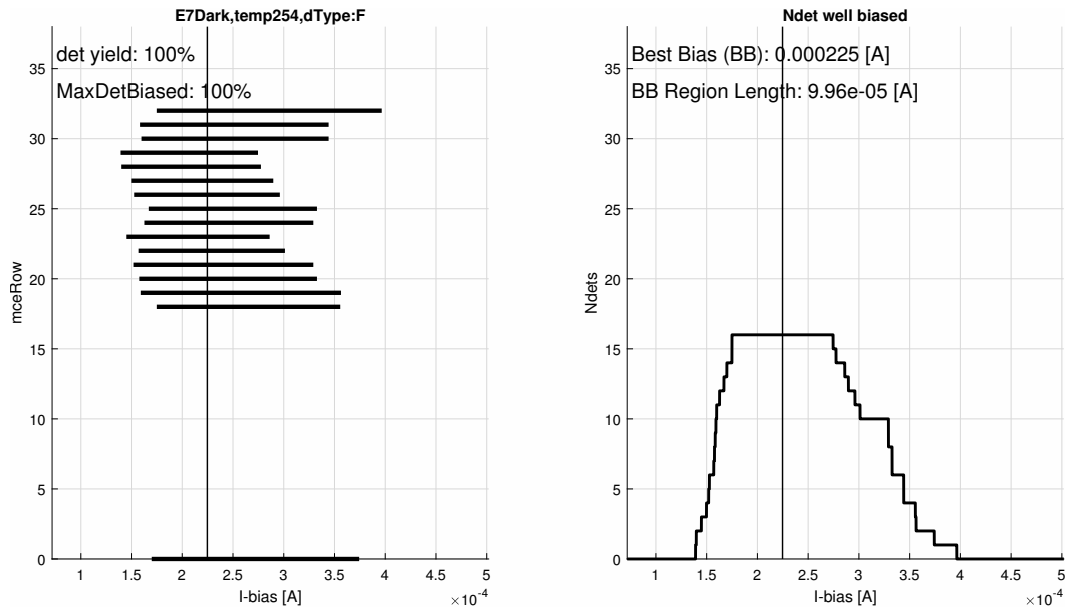 E7Dark,temp254,dType:F
det yield: 100%
MaxDetBiased: 100%
mceRow
35
30
25
20
15
10
5
0
1 1.5 2 2.5 3 3.5 4 4.5 5
I-bias [A]
×10⁻⁴
Ndet well biased
Best Bias (BB): 0.000225 [A]
BB Region Length: 9.96e-05 [A]
Ndets
35
30
25
20
15
10
5
0
1 1.5 2 2.5 3 3.5 4 4.5 5
I-bias [A]
×10⁻⁴